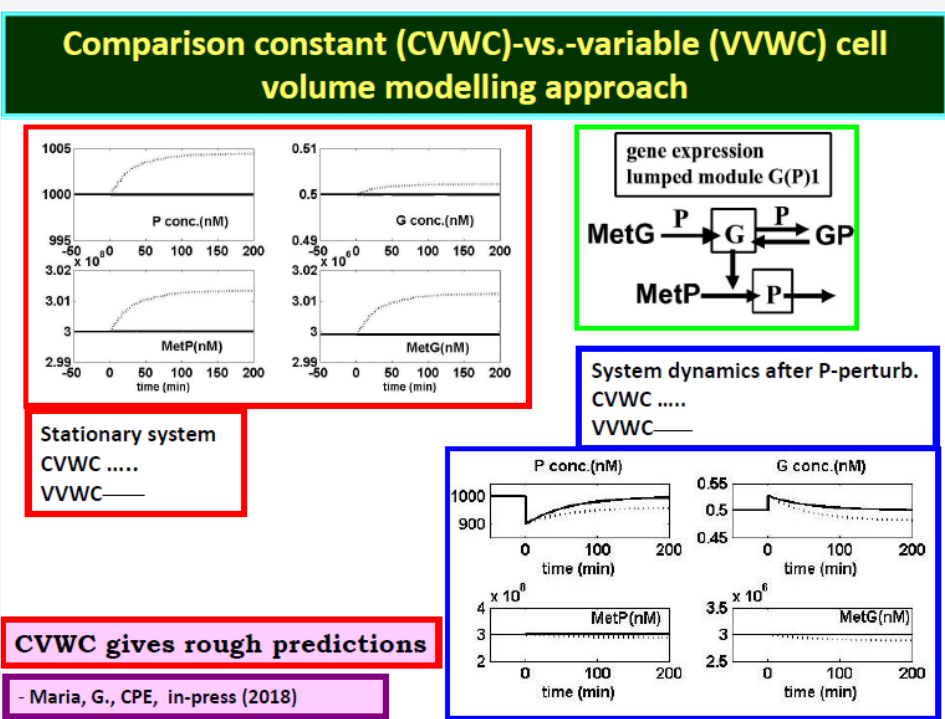 Comparison constant (CVWC)-vs.-variable (VVWC) cell
volume modelling approach
1005
1000
995
-50 0 50 100 150 200
P conc.(nM)
0.51
0.5
0.49
-50 0 50 100 150 200
G conc.(nM)
x 10^8
3.02
3.01
3
2.99
-50 0 50 100 150 200
MetP(nM)
time (min)
x 10^6
3.02
3.01
3
2.99
-50 0 50 100 150 200
MetG(nM)
time (min)
gene expression
lumped module G(P)1
MetG P G P GP
MetP P
Stationary system
CVWC .....
VVWC——
System dynamics after P-perturb.
CVWC .....
VVWC——
P conc.(nM)
1000
900
0 100 200
time (min)
G conc.(nM)
0.55
0.5
0.45
0 100 200
time (min)
x 10^8
4
3
2
MetP(nM)
0 100 200
time (min)
x 10^6
3.5
3
2.5
MetG(nM)
0 100 200
time (min)
CVWC gives rough predictions
- Maria, G., CPE, in-press (2018)